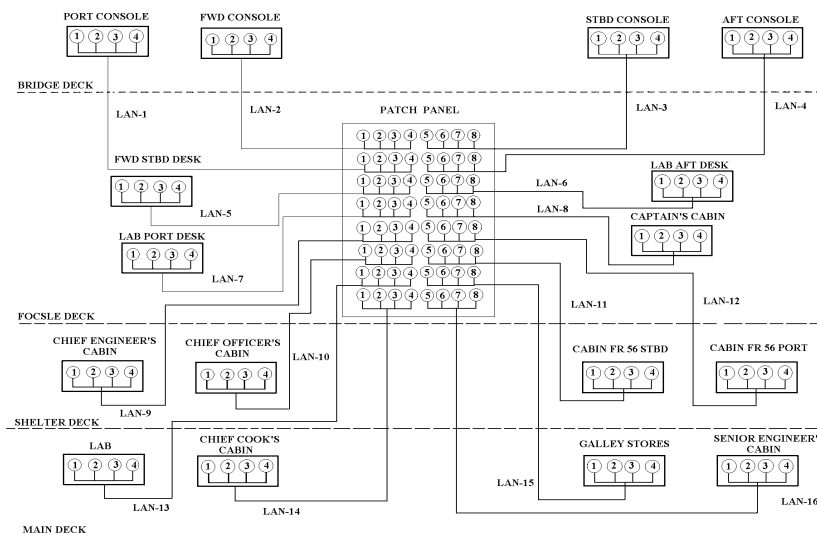 PORT CONSOLE
1 2 3 4
FWD CONSOLE
1 2 3 4
STBD CONSOLE
1 2 3 4
AFT CONSOLE
1 2 3 4
BRIDGE DECK
LAN-1
LAN-2
LAN-3
LAN-4
PATCH PANEL
1 2 3 4 5 6 7 8
1 2 3 4 5 6 7 8
1 2 3 4 5 6 7 8
1 2 3 4 5 6 7 8
1 2 3 4 5 6 7 8
1 2 3 4 5 6 7 8
1 2 3 4 5 6 7 8
1 2 3 4 5 6 7 8
FWD STBD DESK
1 2 3 4
LAN-5
LAB AFT DESK
1 2 3 4
LAN-6
LAN-8
CAPTAIN'S CABIN
1 2 3 4
LAB PORT DESK
1 2 3 4
LAN-7
LAN-11
LAN-12
FOCSLE DECK
CHIEF ENGINEER'S
CABIN
1 2 3 4
LAN-9
CHIEF OFFICER'S
CABIN
1 2 3 4
LAN-10
CABIN FR 56 STBD
1 2 3 4
CABIN FR 56 PORT
1 2 3 4
SHELTER DECK
LAB
1 2 3 4
LAN-13
CHIEF COOK'S
CABIN
1 2 3 4
LAN-14
GALLEY STORES
1 2 3 4
LAN-15
SENIOR ENGINEER'
CABIN
1 2 3 4
LAN-16
MAIN DECK